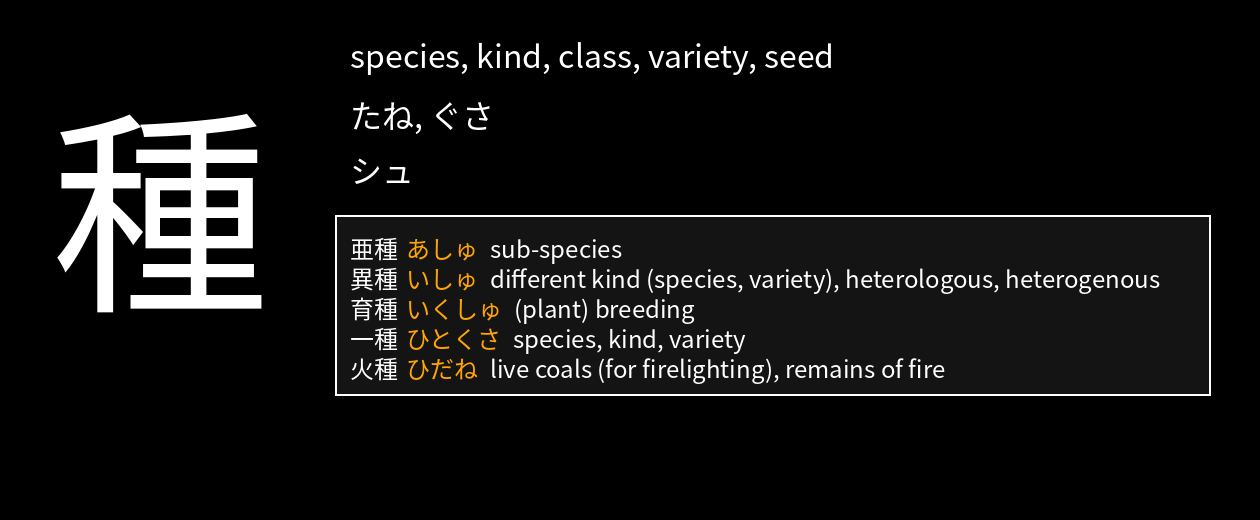 種
species, kind, class, variety, seed
たね, ぐさ
シュ
亜種 あしゅ sub-species
異種 いしゅ different kind (species, variety), heterologous, heterogenous
育種 いくしゅ (plant) breeding
一種 ひとくさ species, kind, variety
火種 ひだね live coals (for firelighting), remains of fire